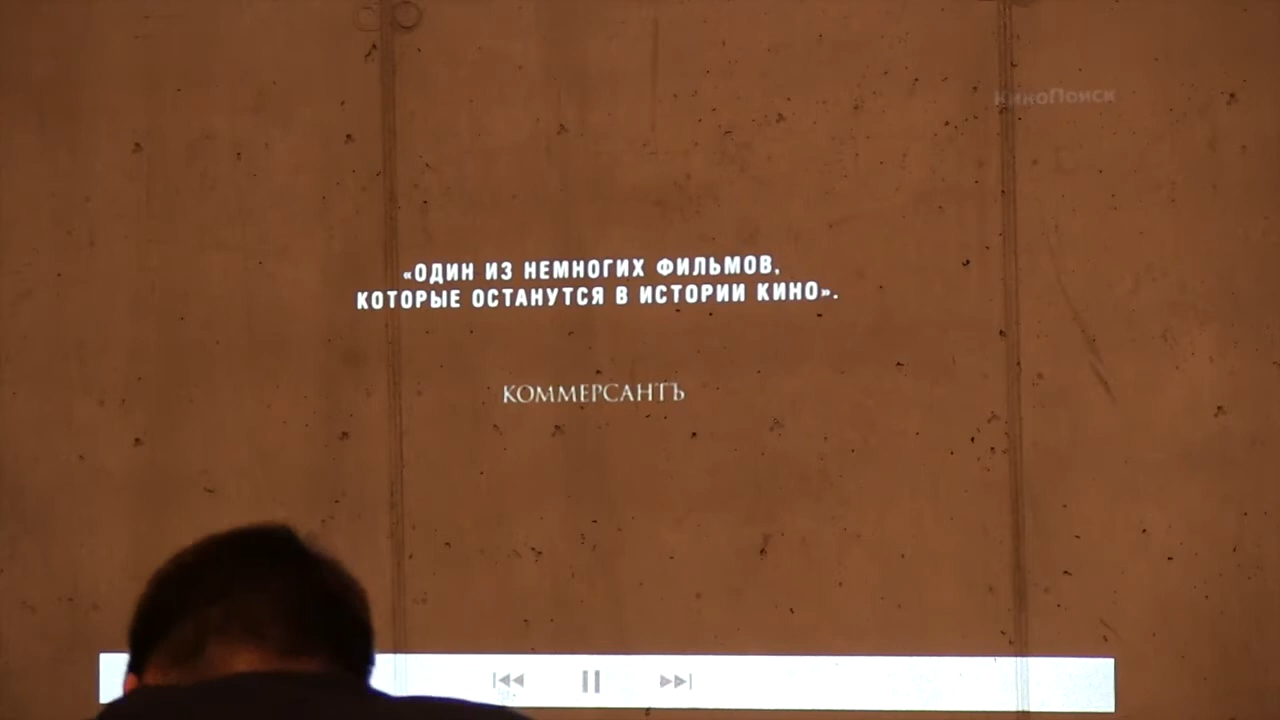 КиноПоиск
«ОДИН ИЗ НЕМНОГИХ ФИЛЬМОВ,
КОТОРЫЕ ОСТАНУТСЯ В ИСТОРИИ КИНО».
КОММЕРСАНТЪ